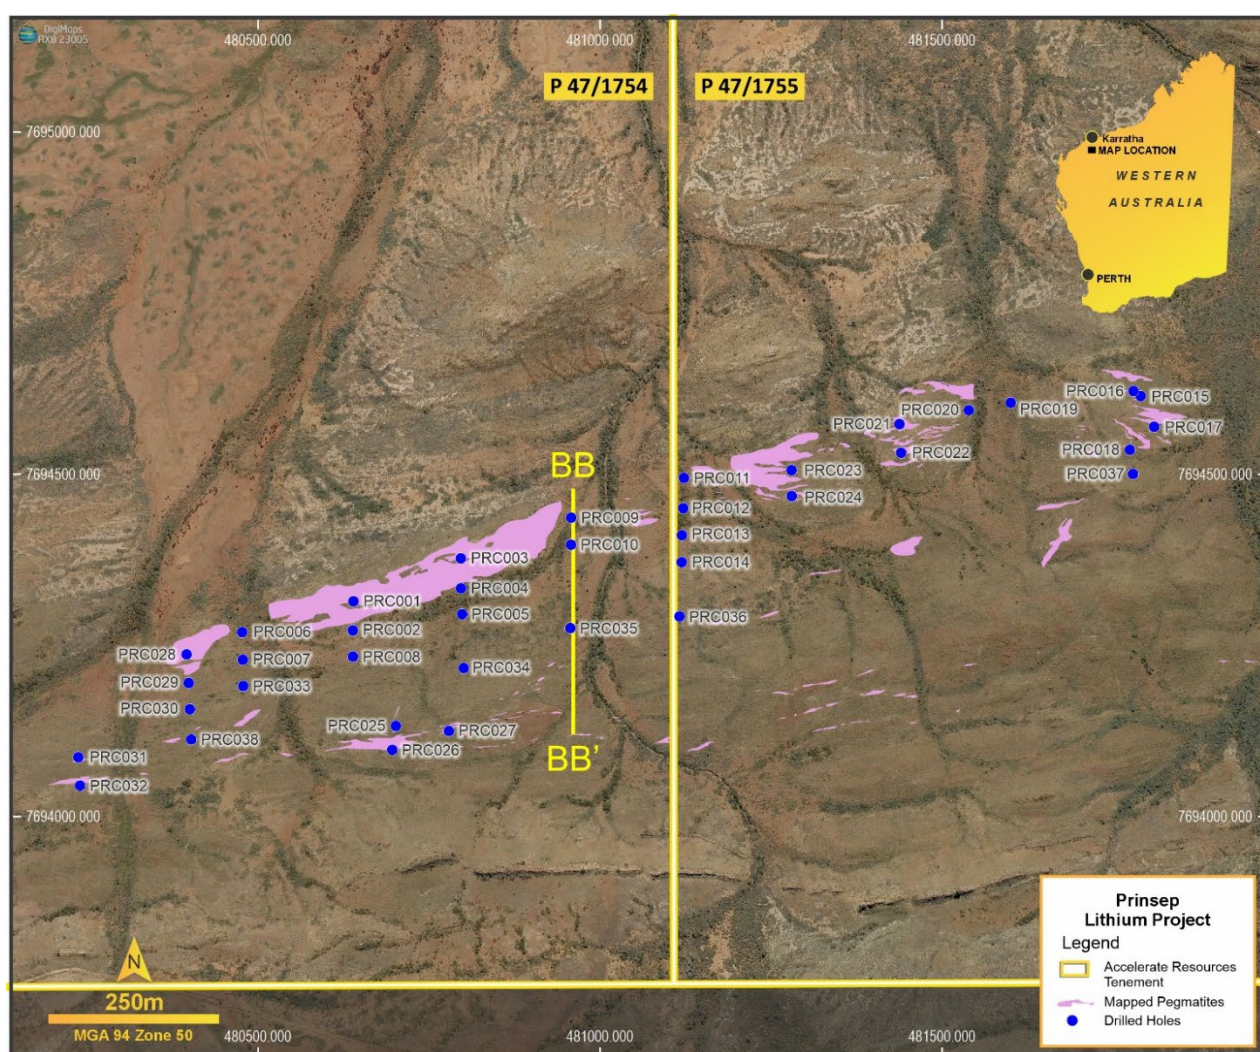 DigiMaps
AX8 23005
480500.000
481000.000
481500.000
P 47/1754
P 47/1755
7695000.000
Karratha
MAP LOCATION
WESTERN
AUSTRALIA
PERTH
PRC016
PRC015
PRC020
PRC019
PRC021
PRC017
PRC022
PRC018
BB
PRC023
PRC037
7694500.000
7694500.000
PRC011
PRC024
PRC012
PRC009
PRC013
PRC010
PRC003
PRC014
PRC004
PRC001
PRC005
PRC036
PRC006
PRC002
PRC035
PRC028
PRC007
PRC008
PRC034
PRC029
PRC033
PRC030
PRC025
PRC027
PRC038
PRC026
BB'
PRC031
PRC032
7694000.000
7694000.000
Prinsep
Lithium Project
Legend
Accelerate Resources
Tenement
Mapped Pegmatites
Drilled Holes
N
250m
MGA 94 Zone 50
480500.000
481000.000
481500.000